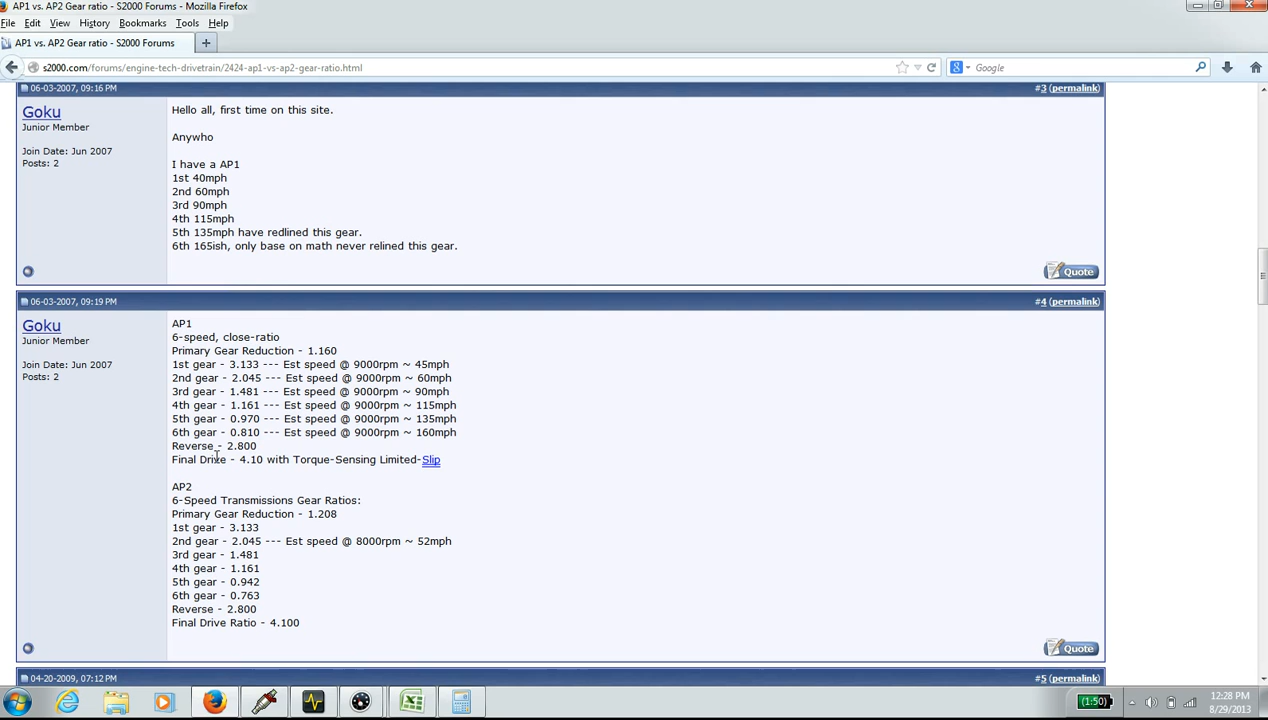 AP1 vs. AP2 Gear ratio - S2000 Forums - Mozilla Firefox
File Edit View History Bookmarks Tools Help
AP1 vs. AP2 Gear ratio - S2000 Forums
s2000.com/forums/engine-tech-drivetrain/2424-ap1-vs-ap2-gear-ratio.html
Google
06-03-2007, 09:16 PM
#3 (permalink)
Goku
Junior Member
Join Date: Jun 2007
Posts: 2
Hello all, first time on this site.
Anywho
I have a AP1
1st 40mph
2nd 60mph
3rd 90mph
4th 115mph
5th 135mph have redlined this gear.
6th 165ish, only base on math never relined this gear.
Quote
06-03-2007, 09:19 PM
#4 (permalink)
Goku
Junior Member
Join Date: Jun 2007
Posts: 2
AP1
6-speed, close-ratio
Primary Gear Reduction - 1.160
1st gear - 3.133 --- Est speed @ 9000rpm ~ 45mph
2nd gear - 2.045 --- Est speed @ 9000rpm ~ 60mph
3rd gear - 1.481 --- Est speed @ 9000rpm ~ 90mph
4th gear - 1.161 --- Est speed @ 9000rpm ~ 115mph
5th gear - 0.970 --- Est speed @ 9000rpm ~ 135mph
6th gear - 0.810 --- Est speed @ 9000rpm ~ 160mph
Reverse - 2.800
Final Drive - 4.10 with Torque-Sensing Limited-Slip
AP2
6-Speed Transmissions Gear Ratios:
Primary Gear Reduction - 1.208
1st gear - 3.133
2nd gear - 2.045 --- Est speed @ 8000rpm ~ 52mph
3rd gear - 1.481
4th gear - 1.161
5th gear - 0.942
6th gear - 0.763
Reverse - 2.800
Final Drive Ratio - 4.100
Quote
04-20-2009, 07:12 PM
#5 (permalink)
(1:50)
12:28 PM
8/29/2013